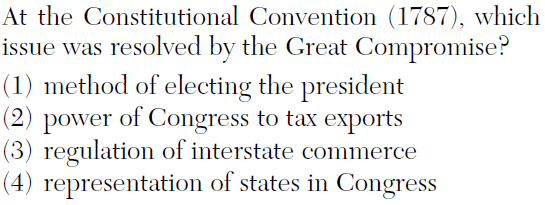 At the Constitutional Convention (1787), which
issue was resolved by the Great Compromise?
(1) method of electing the president
(2) power of Congress to tax exports
(3) regulation of interstate commerce
(4) representation of states in Congress